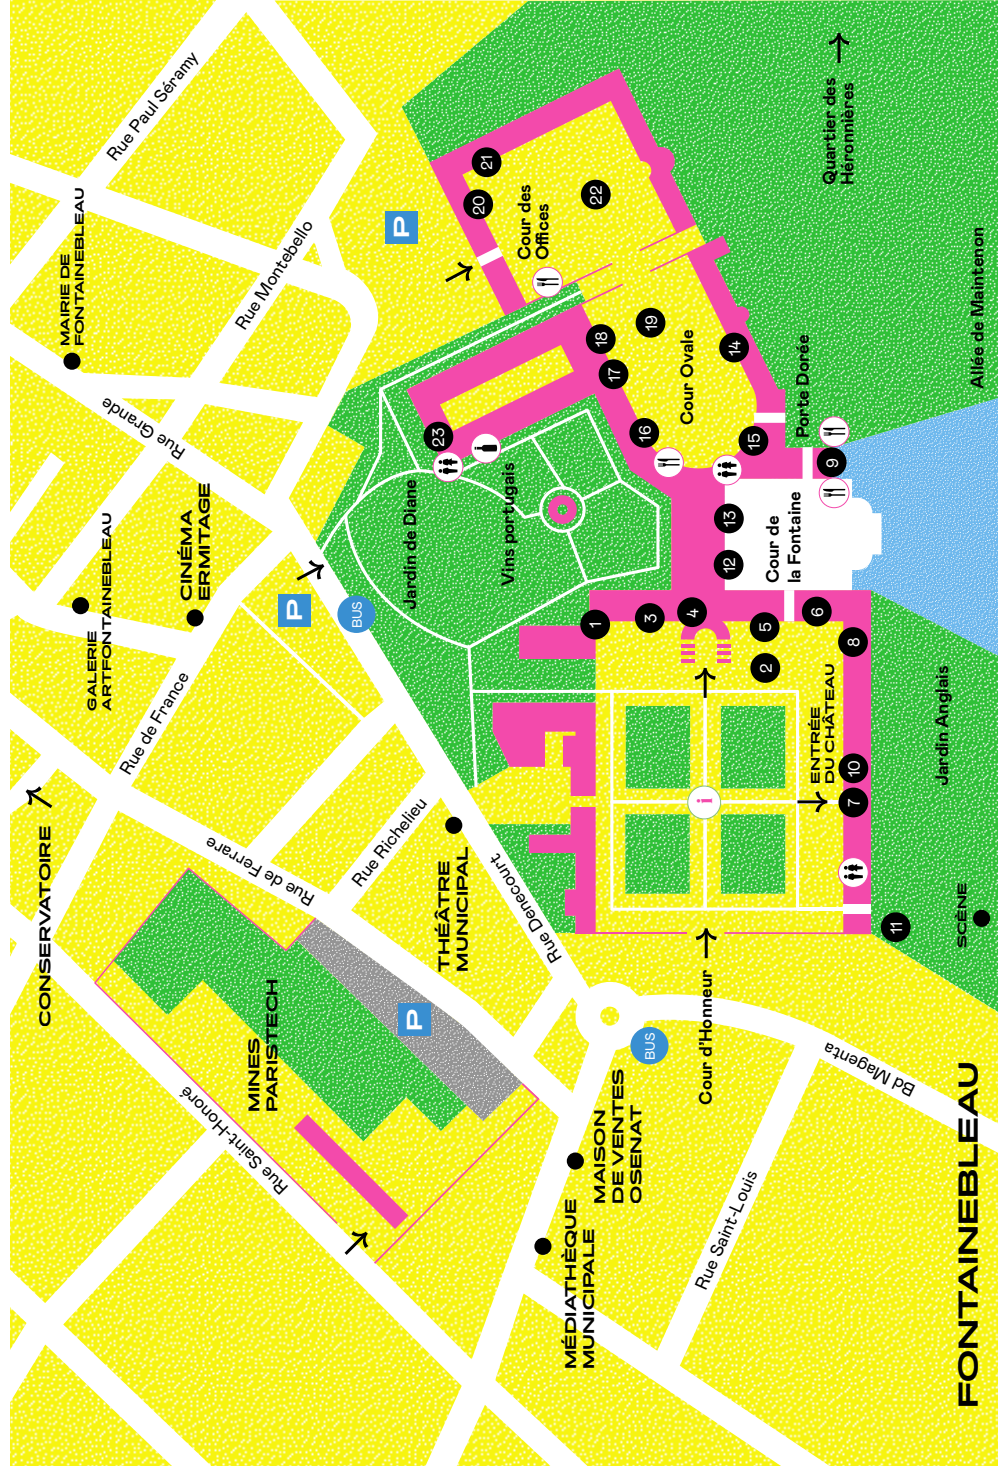 FONTAINEBLEAU
CONSERVATOIRE
GALERIE
ARTFONTAINEBLEAU
MAIRIE DE
FONTAINEBLEAU
Rue Paul Séramy
Rue Montebello
Rue Grande
CINÉMA
ERMITAGE
Rue de France
Rue de Ferrare
Rue Richelieu
Rue Saint-Honoré
MINES
PARISTECH
THÉÂTRE
MUNICIPAL
Rue Denecourt
MÉDIATHÈQUE
MUNICIPALE
MAISON
DE VENTES
OSENAT
Rue Saint-Louis
Bd Magenta
P
P
P
BUS
BUS
Cour d'Honneur
i
ENTRÉE
DU CHÂTEAU
SCÈNE
Jardin Anglais
Jardin de Diane
Vins portugais
Cour de
la Fontaine
Cour Ovale
Porte Dorée
Cour des
Offices
Quartier des
Héronnières
Allée de Maintenon
1
2
3
4
5
6
7
8
9
10
11
12
13
14
15
16
17
18
19
20
21
22
23